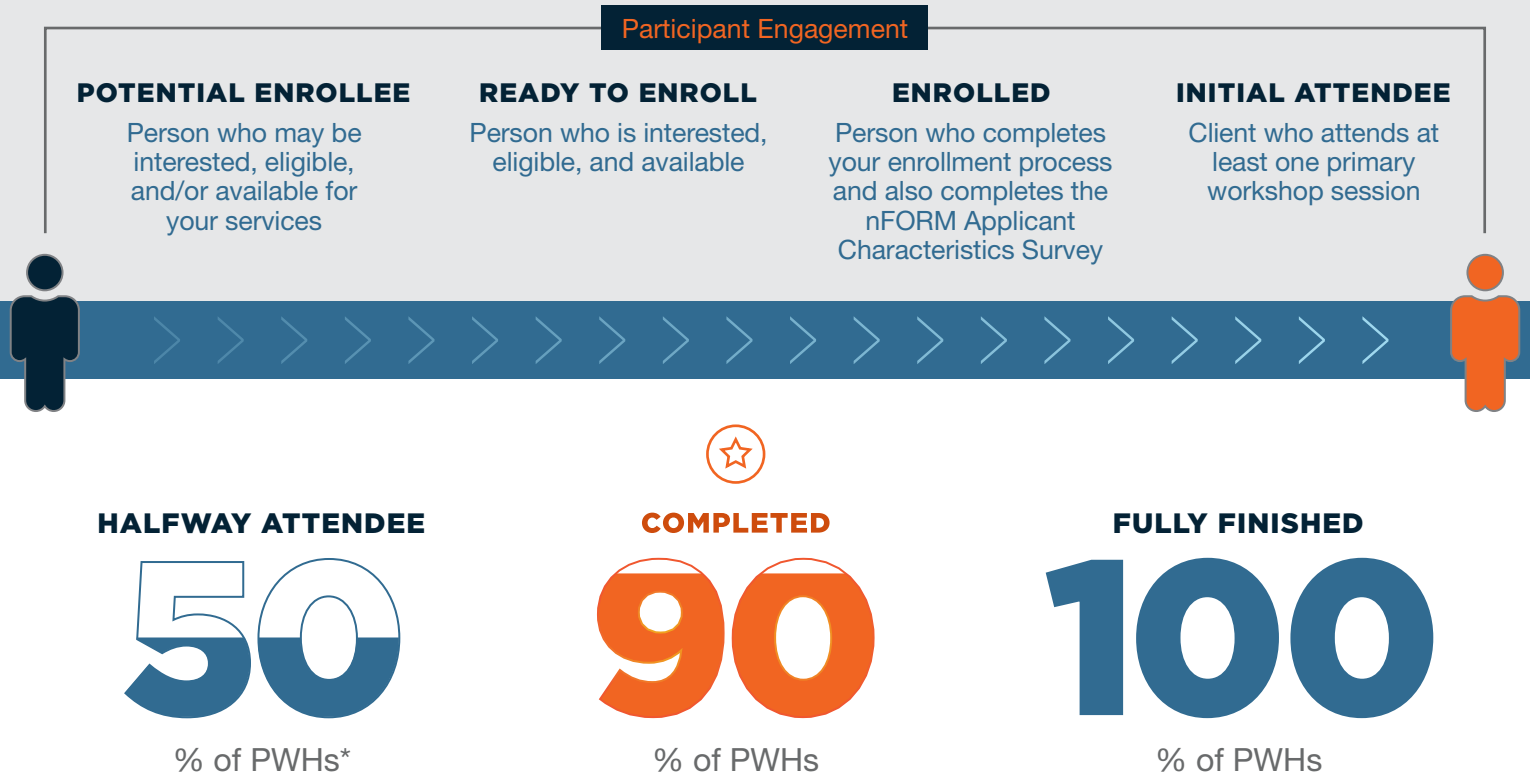 Participant Engagement
POTENTIAL ENROLLEE
Person who may be
interested, eligible,
and/or available for
your services
READY TO ENROLL
Person who is interested,
eligible, and available
ENROLLED
Person who completes
your enrollment process
and also completes the
nFORM Applicant
Characteristics Survey
INITIAL ATTENDEE
Client who attends at
least one primary
workshop session
HALFWAY ATTENDEE
50
% of PWHs*
COMPLETED
90
% of PWHs
FULLY FINISHED
100
% of PWHs